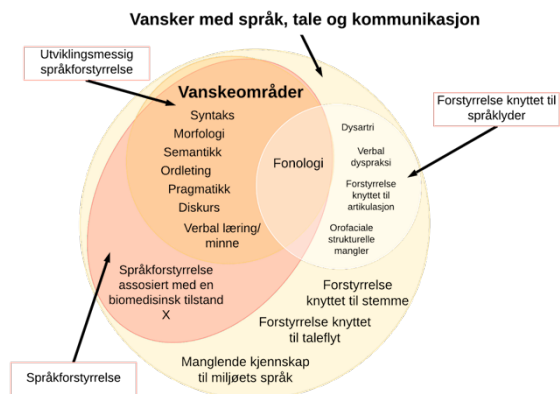 Vansker med språk, tale og kommunikasjon
Utviklingsmessig
språkforstyrrelse
Vanskeområder
Syntaks
Morfologi
Semantikk
Ordleting
Pragmatikk
Diskurs
Verbal læring/
minne
Fonologi
Dysartri
Verbal
dyspraksi
Forstyrrelse
knyttet til
artikulasjon
Orofaciale
strukturelle
mangler
Forstyrrelse knyttet til
språklyder
Språkforstyrrelse
assosiert med en
biomedisinsk tilstand
X
Forstyrrelse
knyttet til stemme
Forstyrrelse knyttet
til taleflyt
Manglende kjennskap
til miljøets språk
Språkforstyrrelse